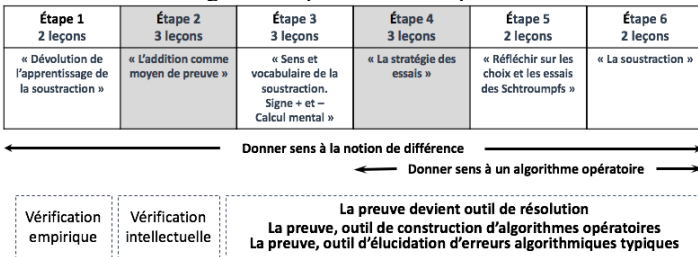 Étape 1
2 leçons
Étape 2
3 leçons
Étape 3
3 leçons
Étape 4
3 leçons
Étape 5
2 leçons
Étape 6
2 leçons
« Dévolution de
l'apprentissage de
la soustraction »
« L'addition comme
moyen de preuve »
« Sens et
vocabulaire de la
soustraction.
Signe + et –
Calcul mental »
« La stratégie des
essais »
« Réfléchir sur les
choix et les essais
des Schtroumpfs »
« La soustraction »
Donner sens à la notion de différence
Donner sens à un algorithme opératoire
Vérification
empirique
Vérification
intellectuelle
La preuve devient outil de résolution
La preuve, outil de construction d'algorithmes opératoires
La preuve, outil d'élucidation d'erreurs algorithmiques typiques